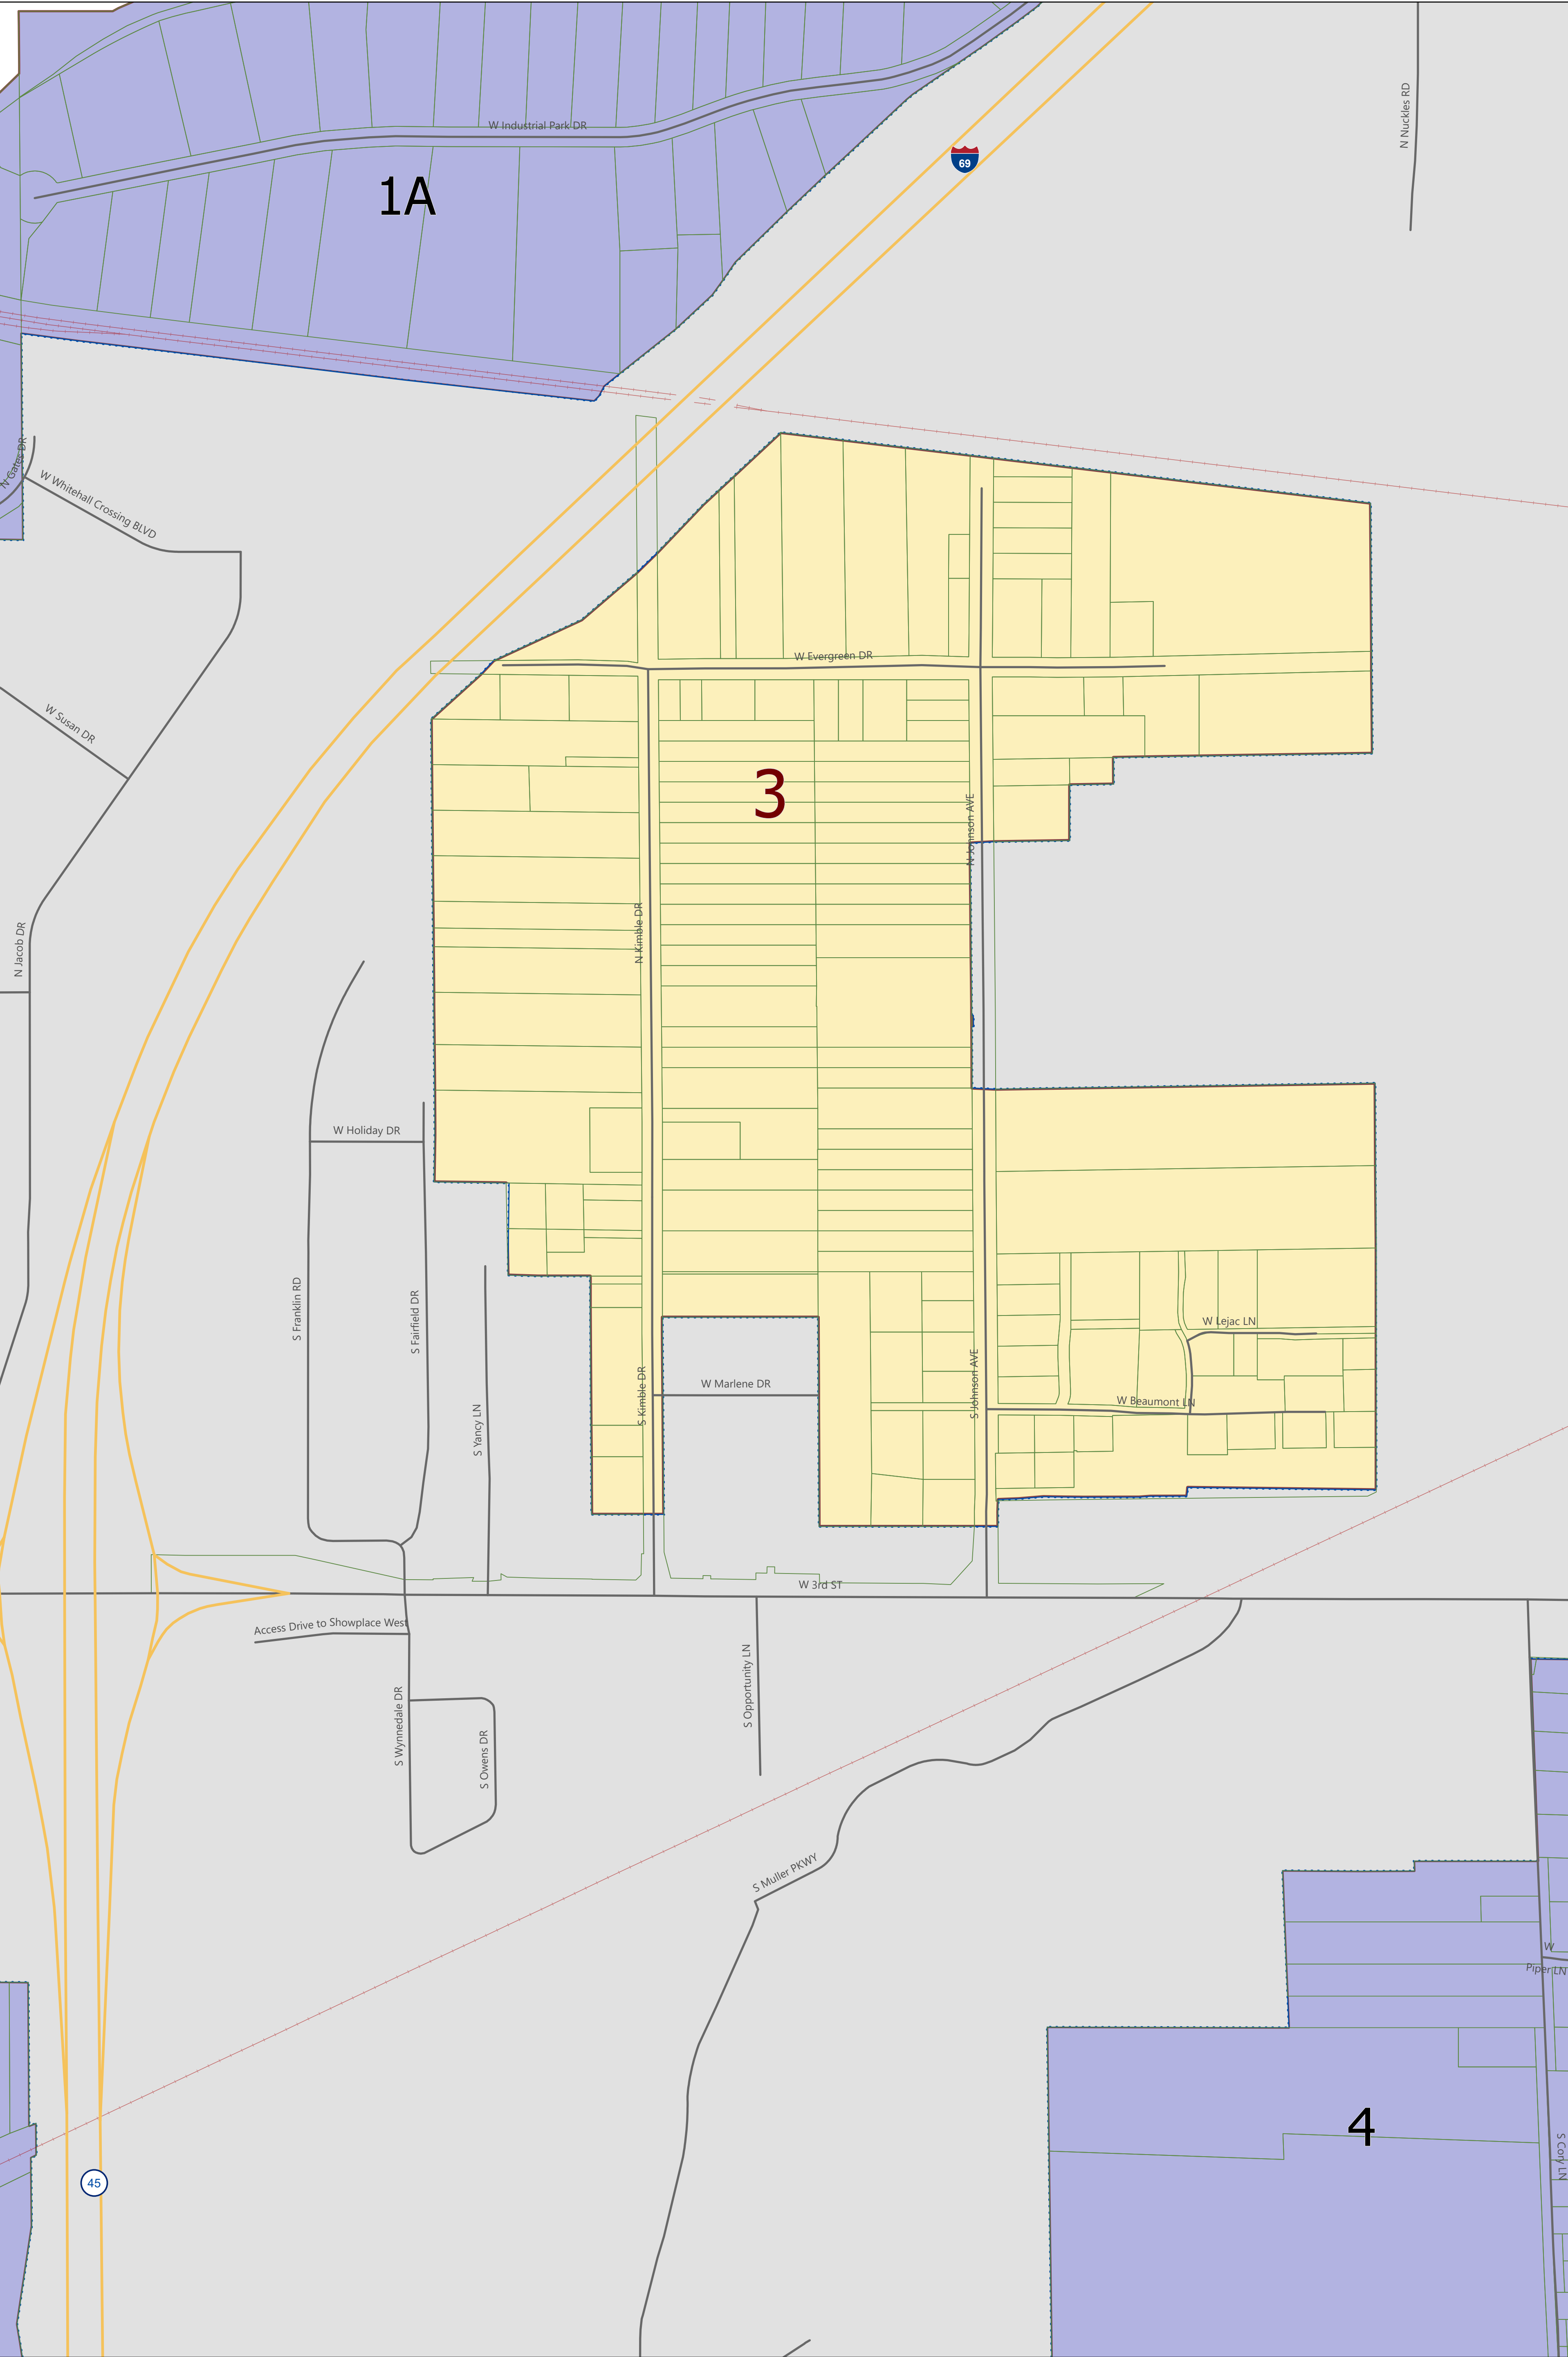 N Nuckles RD
W Industrial Park DR
69
1A
N Gates DR
W Whitehall Crossing BLVD
W Evergreen DR
W Susan DR
3
N Johnson AVE
N Kimble DR
N Jacob DR
W Holiday DR
S Franklin RD
S Fairfield DR
W Lejac LN
S Kimble DR
W Marlene DR
S Johnson AVE
W Beaumont LN
S Yancy LN
W 3rd ST
Access Drive to Showplace West
S Opportunity LN
S Wynnedale DR
S Owens DR
S Muller PKWY
W
Piper LN
4
S Cory LN
45